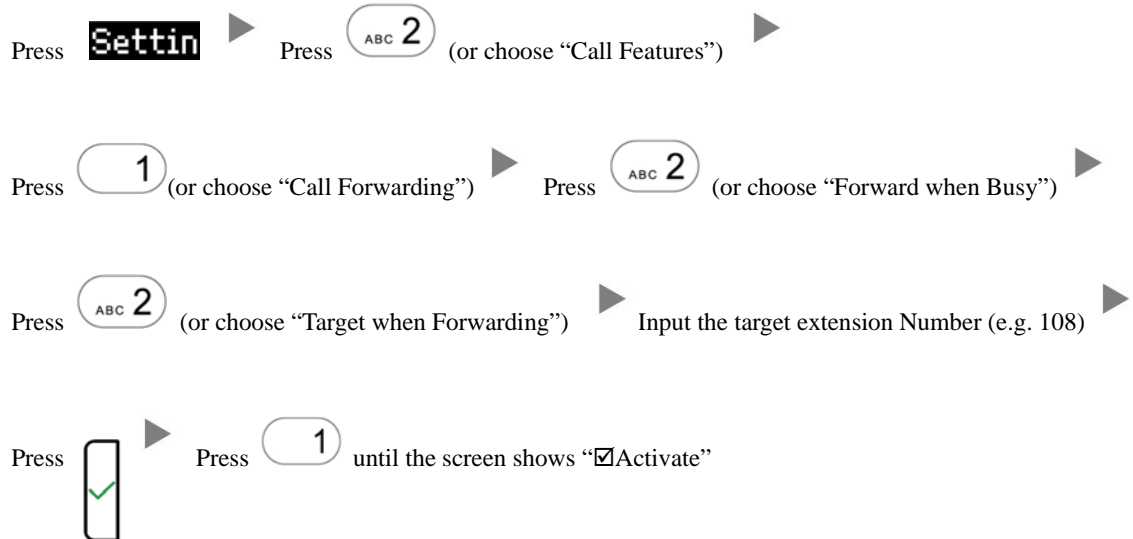 Press Settin Press ABC 2 (or choose “Call Features”)
Press 1 (or choose “Call Forwarding”) Press ABC 2 (or choose “Forward when Busy”)
Press ABC 2 (or choose “Target when Forwarding”) Input the target extension Number (e.g. 108)
Press Press 1 until the screen shows “☑Activate”